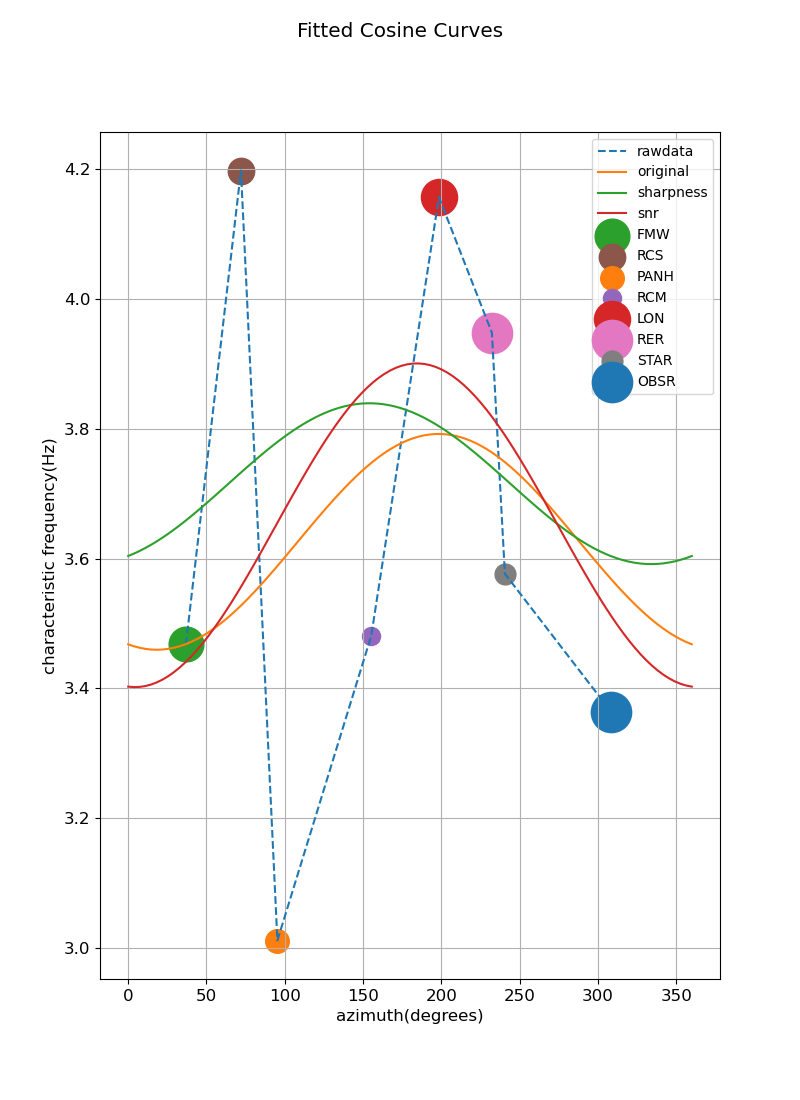 Fitted Cosine Curves
rawdata
original
sharpness
snr
FMW
RCS
PANH
RCM
LON
RER
STAR
OBSR
characteristic frequency(Hz)
4.2
4.0
3.8
3.6
3.4
3.2
3.0
0 50 100 150 200 250 300 350
azimuth(degrees)